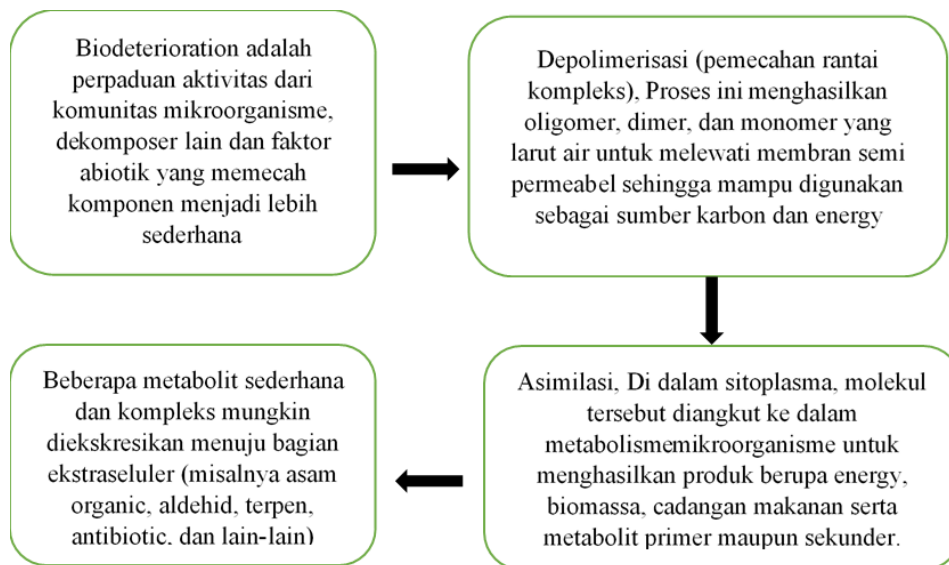 Biodeterioration adalah
perpaduan aktivitas dari
komunitas mikroorganisme,
dekomposer lain dan faktor
abiotik yang memecah
komponen menjadi lebih
sederhana
Depolimerisasi (pemecahan rantai
kompleks), Proses ini menghasilkan
oligomer, dimer, dan monomer yang
larut air untuk melewati membran semi
permeabel sehingga mampu digunakan
sebagai sumber karbon dan energy
Asimilasi, Di dalam sitoplasma, molekul
tersebut diangkut ke dalam
metabolismemikroorganisme untuk
menghasilkan produk berupa energy,
biomassa, cadangan makanan serta
metabolit primer maupun sekunder.
Beberapa metabolit sederhana
dan kompleks mungkin
diekskresikan menuju bagian
ekstraseluler (misalnya asam
organic, aldehid, terpen,
antibiotic, dan lain-lain)